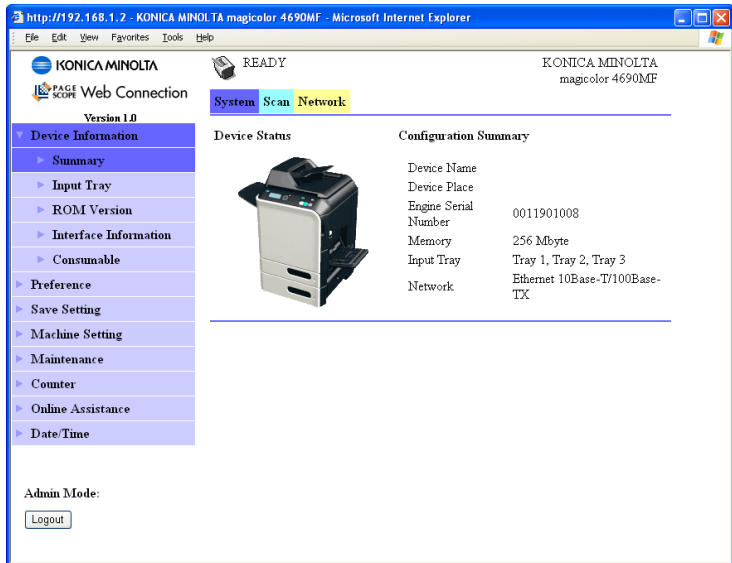 http://192.168.1.2 - KONICA MINOLTA magicolor 4690MF - Microsoft Internet Explorer
File Edit View Favorites Tools Help
KONICA MINOLTA
PAGE SCOPE Web Connection
Version 1.0
READY
KONICA MINOLTA
magicolor 4690MF
System Scan Network
Device Information
Summary
Input Tray
ROM Version
Interface Information
Consumable
Preference
Save Setting
Machine Setting
Maintenance
Counter
Online Assistance
Date/Time
Admin Mode:
Logout
Device Status
Configuration Summary
Device Name
Device Place
Engine Serial
Number
0011901008
Memory 256 Mbyte
Input Tray Tray 1, Tray 2, Tray 3
Network
Ethernet 10Base-T/100Base-
TX